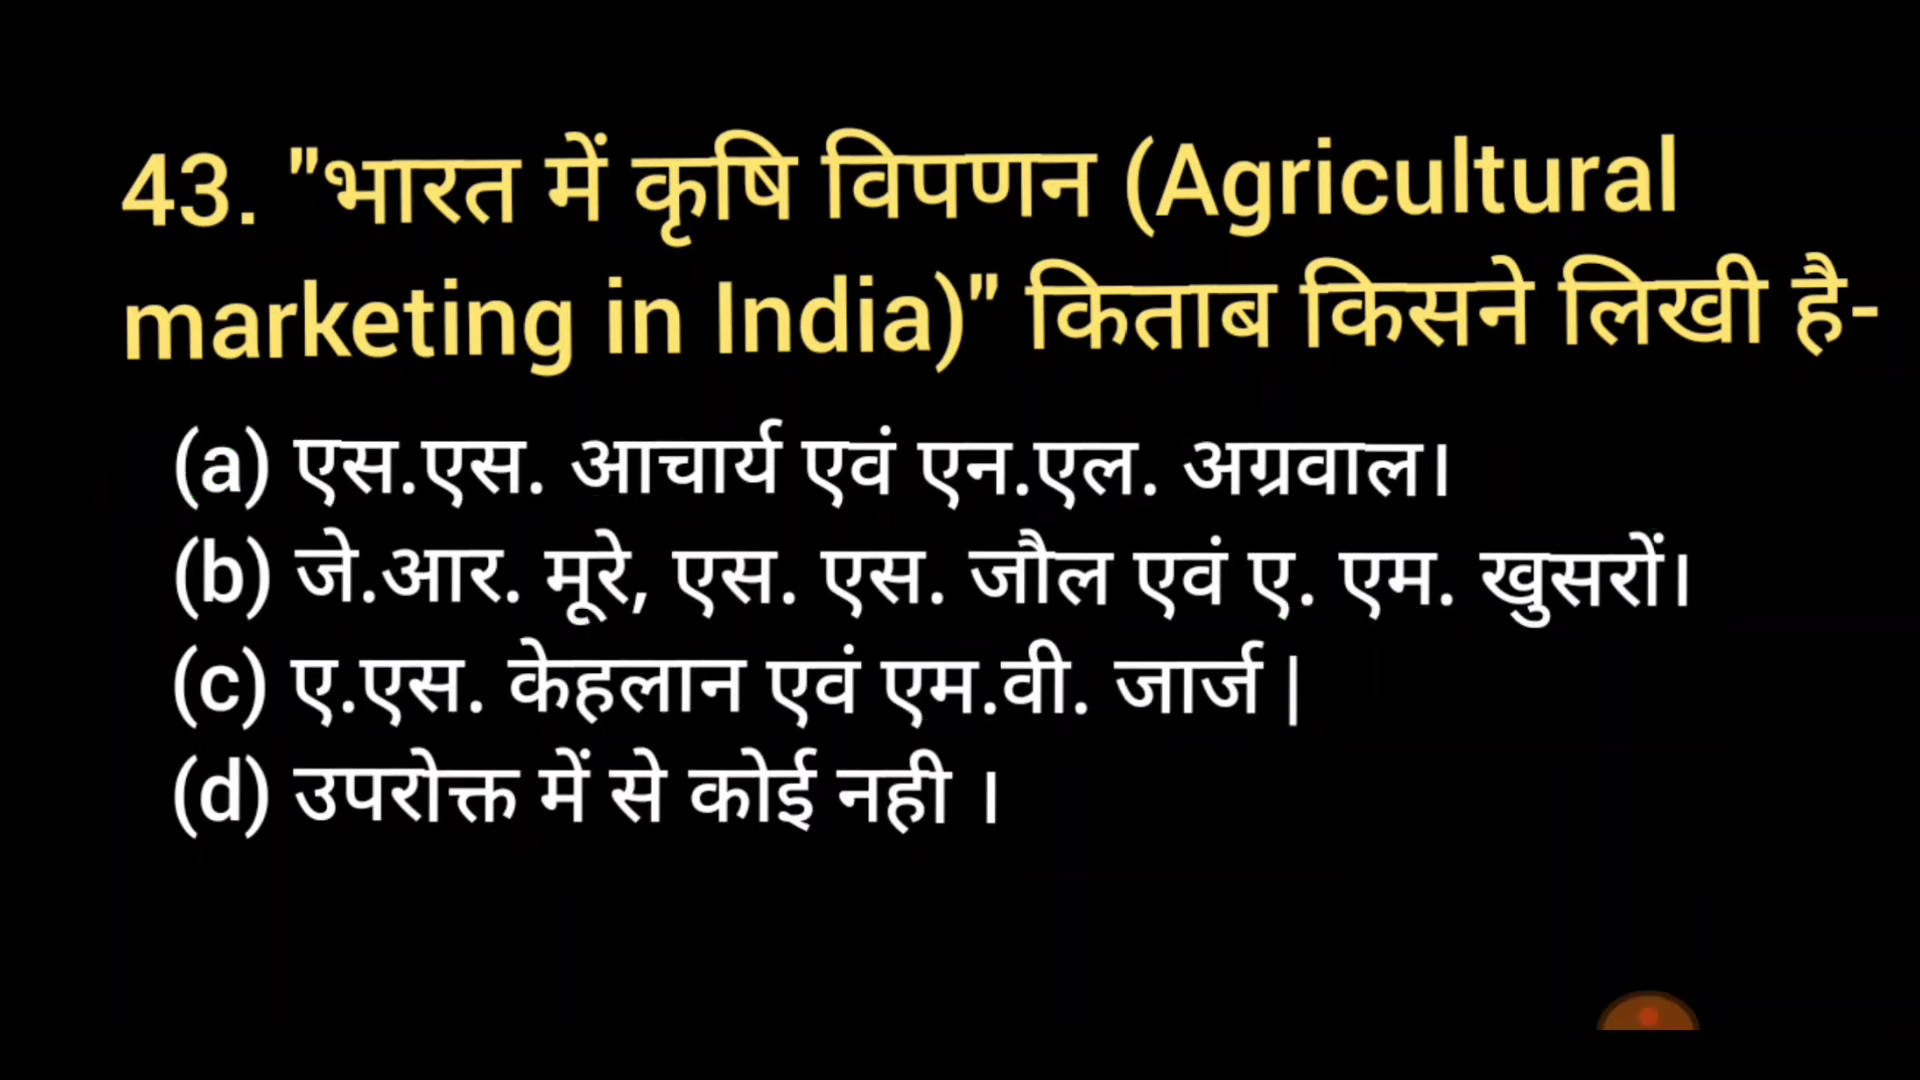 43. "भारत में कृषि विपणन (Agricultural
marketing in India)" किताब किसने लिखी है-
(a) एस.एस. आचार्य एवं एन.एल. अग्रवाल।
(b) जे.आर. मूरे, एस. एस. जौल एवं ए. एम. खुसरों।
(c) ए.एस. केहलान एवं एम.वी. जार्ज |
(d) उपरोक्त में से कोई नही ।